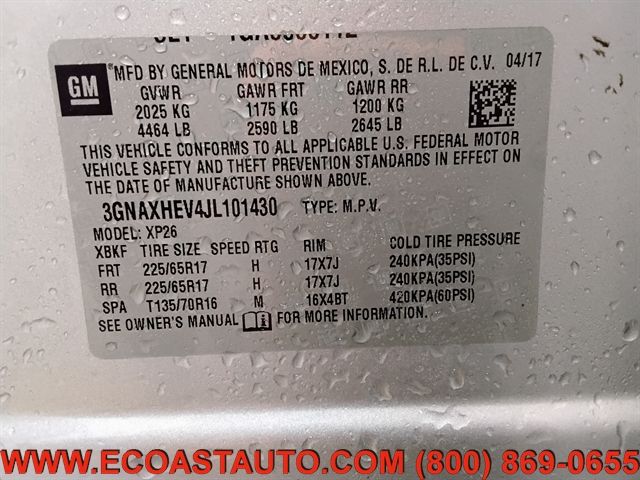 GM
MFD BY GENERAL MOTORS DE MEXICO, S. DE R.L. DE C.V. 04/17
GVWR GAWR FRT GAWR RR
2025 KG 1175 KG 1200 KG
4464 LB 2590 LB 2645 LB
THIS VEHICLE CONFORMS TO ALL APPLICABLE U.S. FEDERAL MOTOR
VEHICLE SAFETY AND THEFT PREVENTION STANDARDS IN EFFECT ON
THE DATE OF MANUFACTURE SHOWN ABOVE.
3GNAXHEV4JL101430 TYPE: M.P.V.
MODEL: XP26
XBKF TIRE SIZE SPEED RTG RIM COLD TIRE PRESSURE
FRT 225/65R17 H 17X7J 240KPA(35PSI)
RR 225/65R17 H 17X7J 240KPA(35PSI)
SPA T135/70R16 M 16X4BT 420KPA(60PSI)
SEE OWNER'S MANUAL i FOR MORE INFORMATION.
WWW.ECOASTAUTO.COM (800) 869-0655